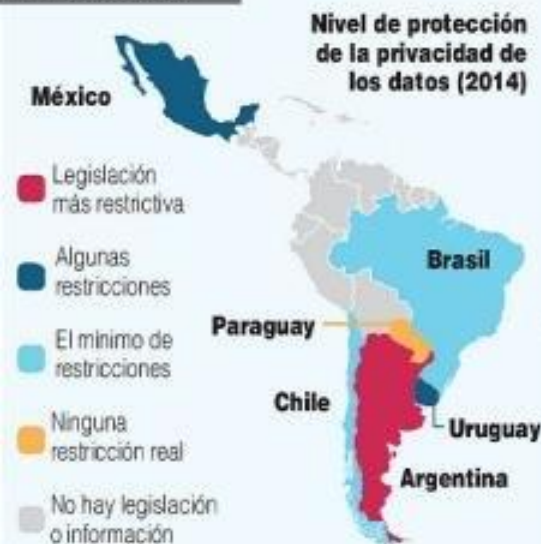 Nivel de protección
de la privacidad de
los datos (2014)
México
Legislación
más restrictiva
Algunas
restricciones
El mínimo de
restricciones
Ninguna
restricción real
No hay legislación
o información
Brasil
Paraguay
Chile
Uruguay
Argentina